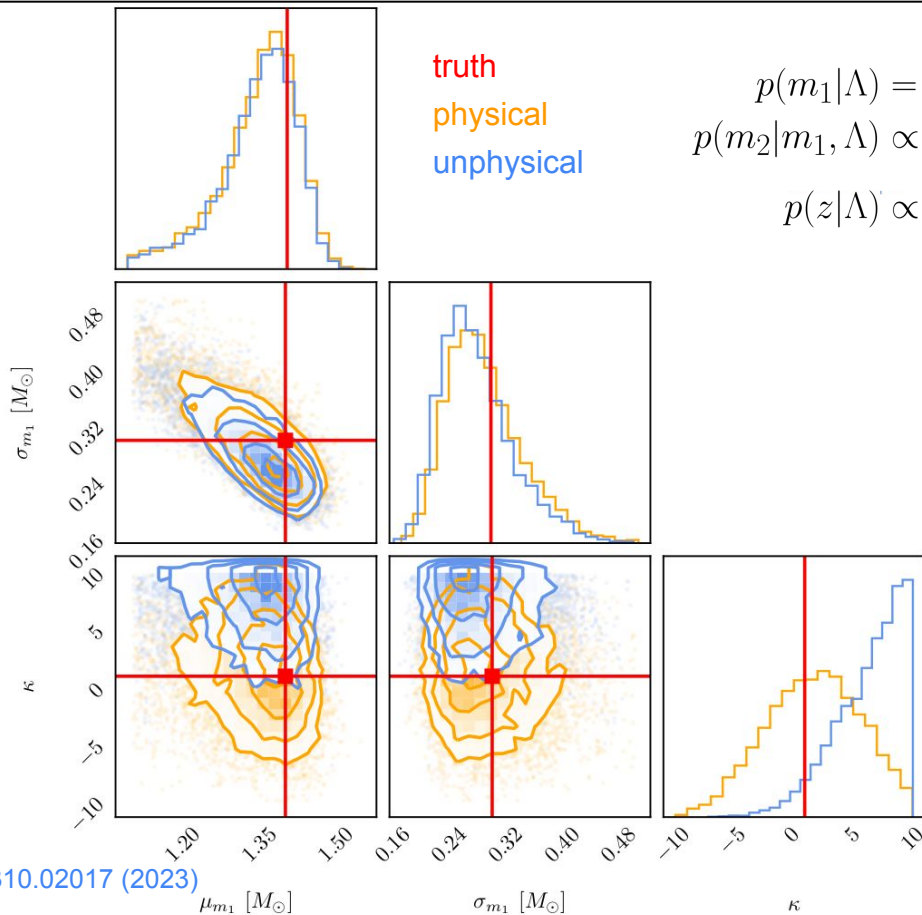 truth
physical
unphysical
p(m₁|Λ) =
p(m₂|m₁, Λ) ∝
p(z|Λ) ∝
σ_{m₁} [M_⊙]
0.48
0.40
0.32
0.24
0.16
κ
10
5
0
−5
−10
1.20
1.35
1.50
μ_{m₁} [M_⊙]
0.16
0.24
0.32
0.40
0.48
σ_{m₁} [M_⊙]
−10
−5
0
5
10
κ
310.02017 (2023)